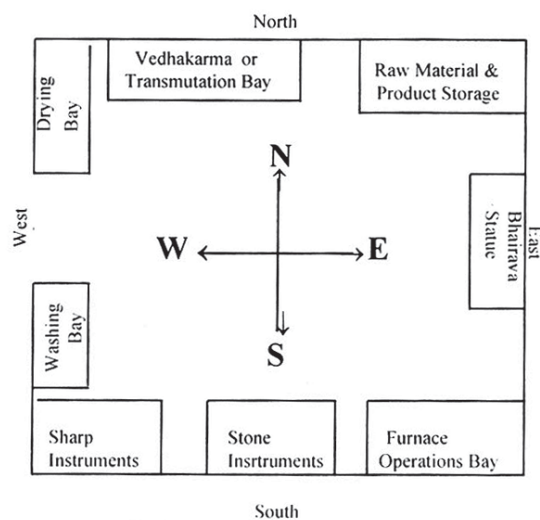 North
Vedhakarma or
Transmutation Bay
Raw Material &
Product Storage
Drying
Bay
N
West
W
E
Bhairava
Statue
East
Washing
Bay
S
Sharp
Instruments
Stone
Insrtruments
Furnace
Operations Bay
South